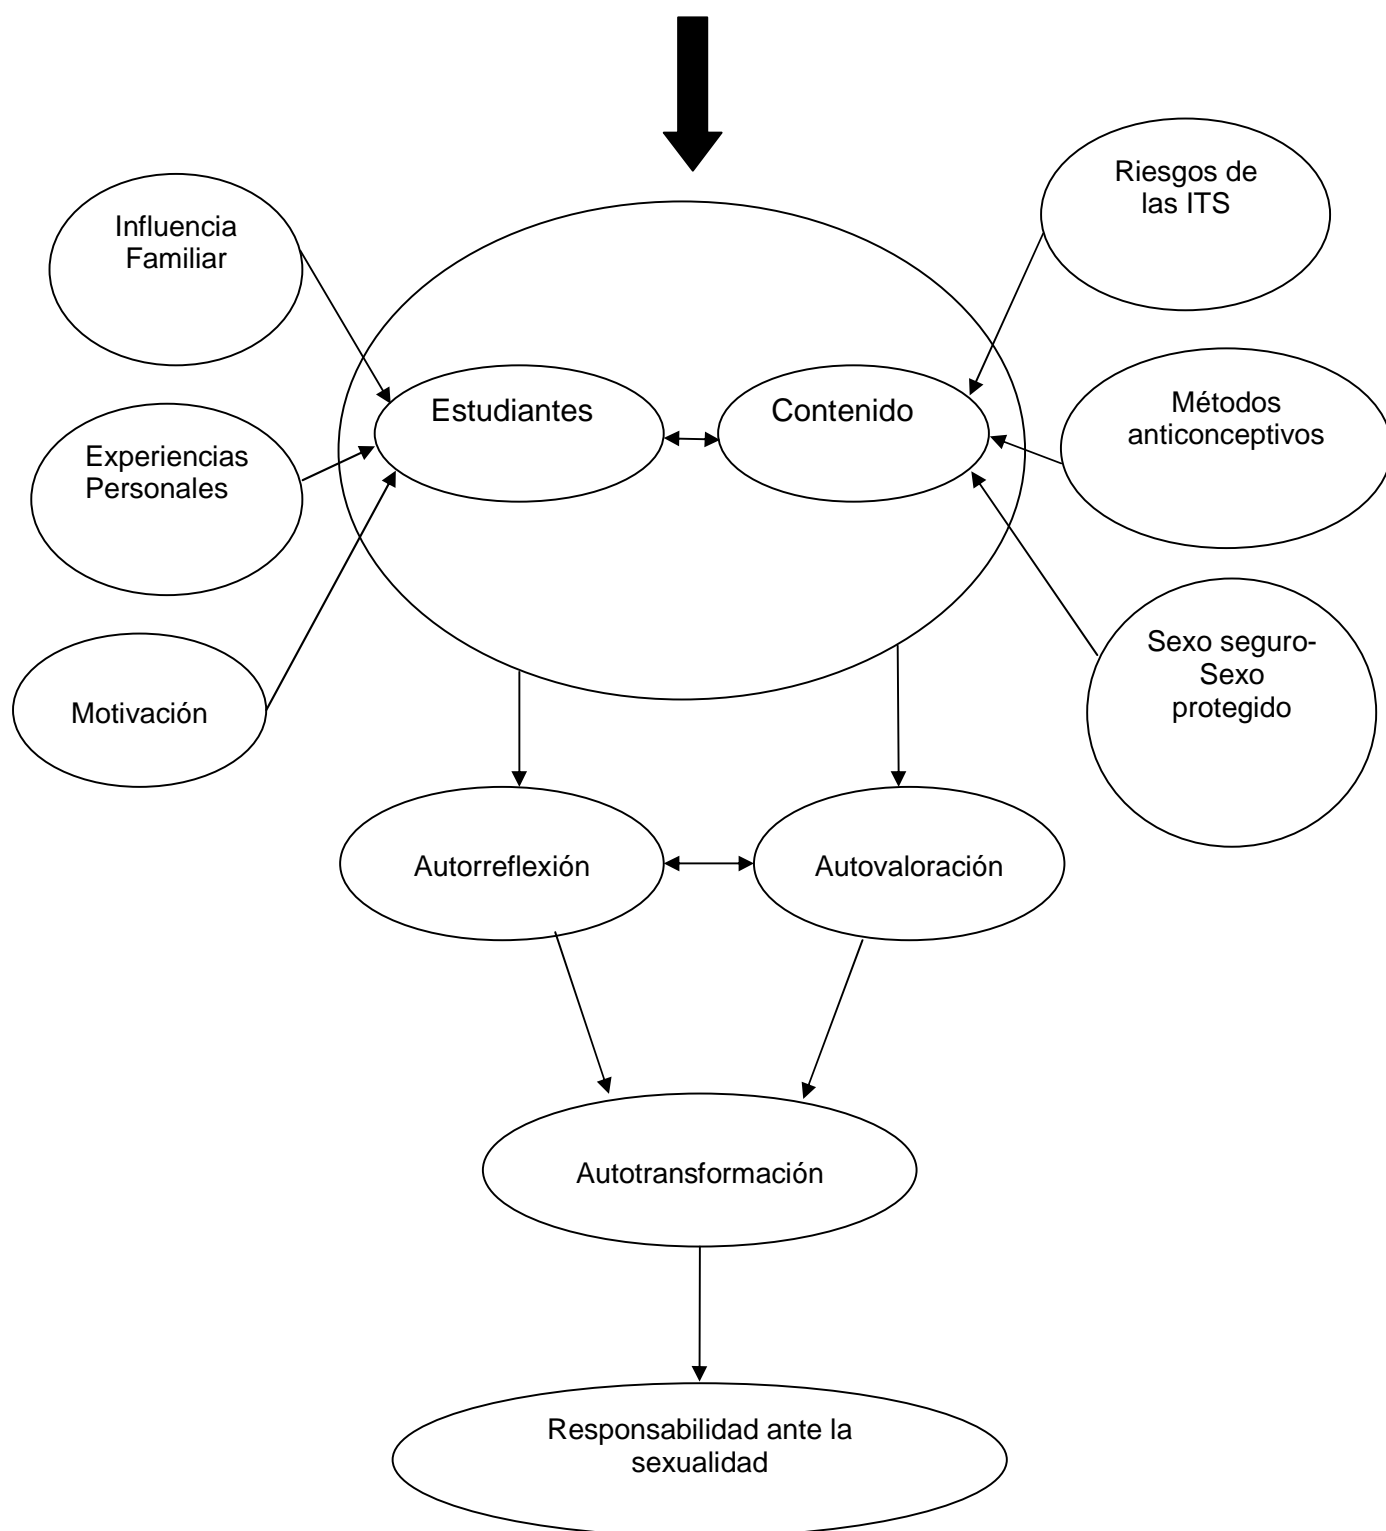 Riesgos de
las ITS
Influencia
Familiar
Estudiantes
Contenido
Métodos
anticonceptivos
Experiencias
Personales
Sexo seguro-
Sexo
protegido
Motivación
Autorreflexión
Autovaloración
Autotransformación
Responsabilidad ante la
sexualidad